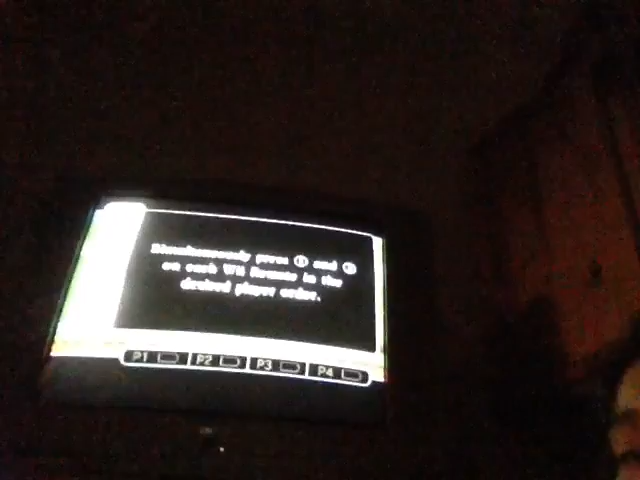 Simultaneously press ① and ②
on each Wii Remote in the
desired player order.
P1 P2 P3 P4